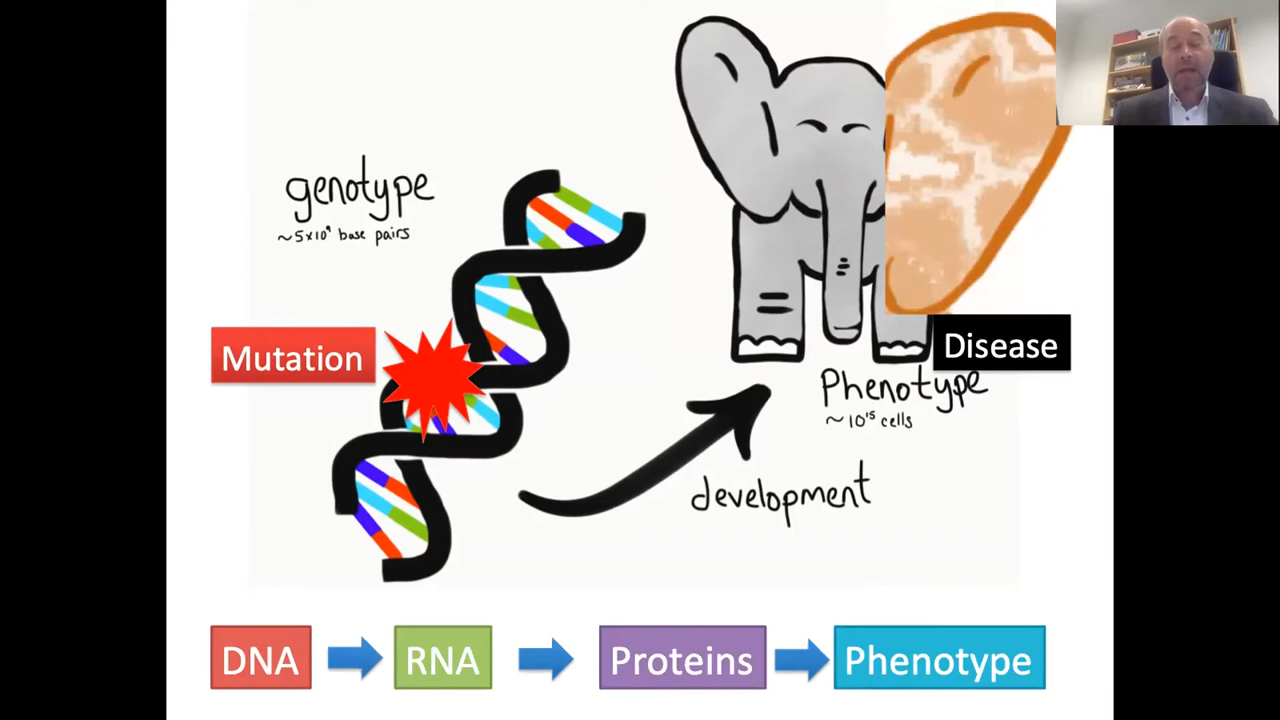 genotype
~5x10⁹ base pairs
Mutation
Disease
Phenotype
~10¹⁵ cells
development
DNA
RNA
Proteins
Phenotype